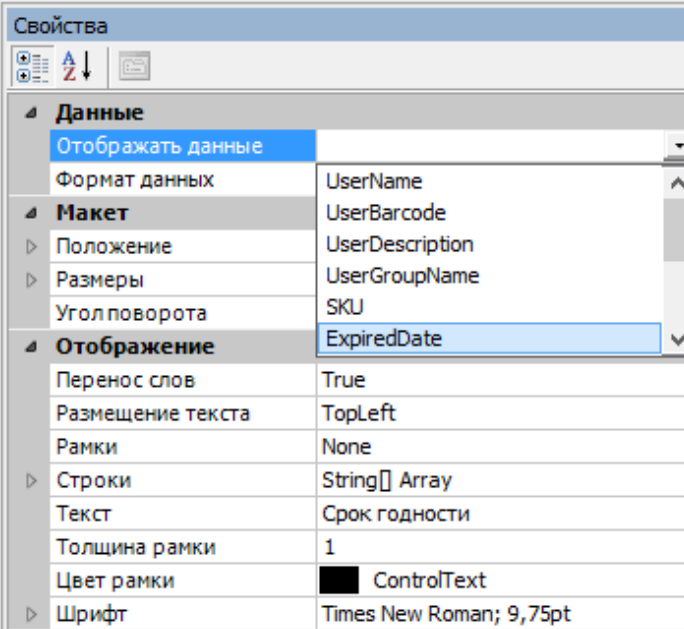 Свойства
A
Z
Данные
Отображать данные
Формат данных
UserName
Макет
UserBarcode
Положение
UserDescription
Размеры
UserGroupName
Угол поворота
SKU
Отображение
ExpiredDate
Перенос слов True
Размещение текста TopLeft
Рамки None
Строки String[] Array
Текст Срок годности
Толщина рамки 1
Цвет рамки ControlText
Шрифт Times New Roman; 9,75pt